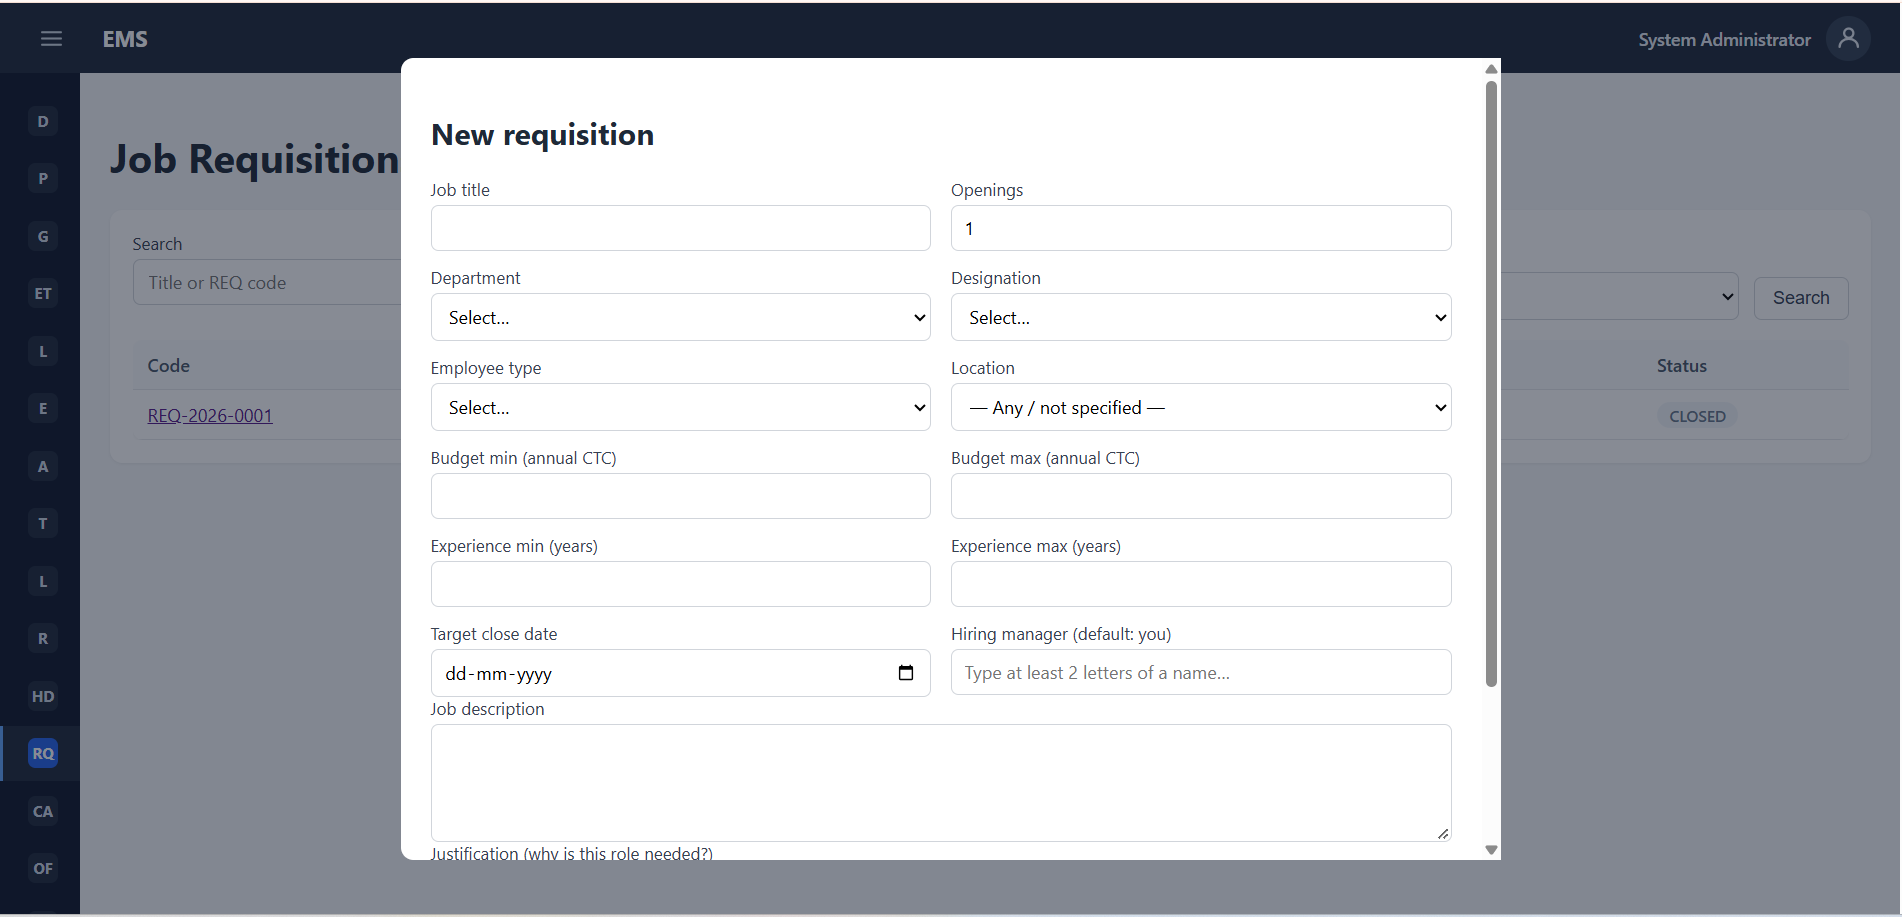 EMS
System Administrator
D
P
G
ET
L
E
A
T
L
R
HD
RQ
CA
OF
Job Requisition
Search
Title or REQ code
Search
Code
Status
REQ-2026-0001
CLOSED
New requisition
Job title
Openings
1
Department
Designation
Select...
Select...
Employee type
Location
Select...
— Any / not specified —
Budget min (annual CTC)
Budget max (annual CTC)
Experience min (years)
Experience max (years)
Target close date
Hiring manager (default: you)
dd-mm-yyyy
Type at least 2 letters of a name...
Job description
Justification (why is this role needed?)